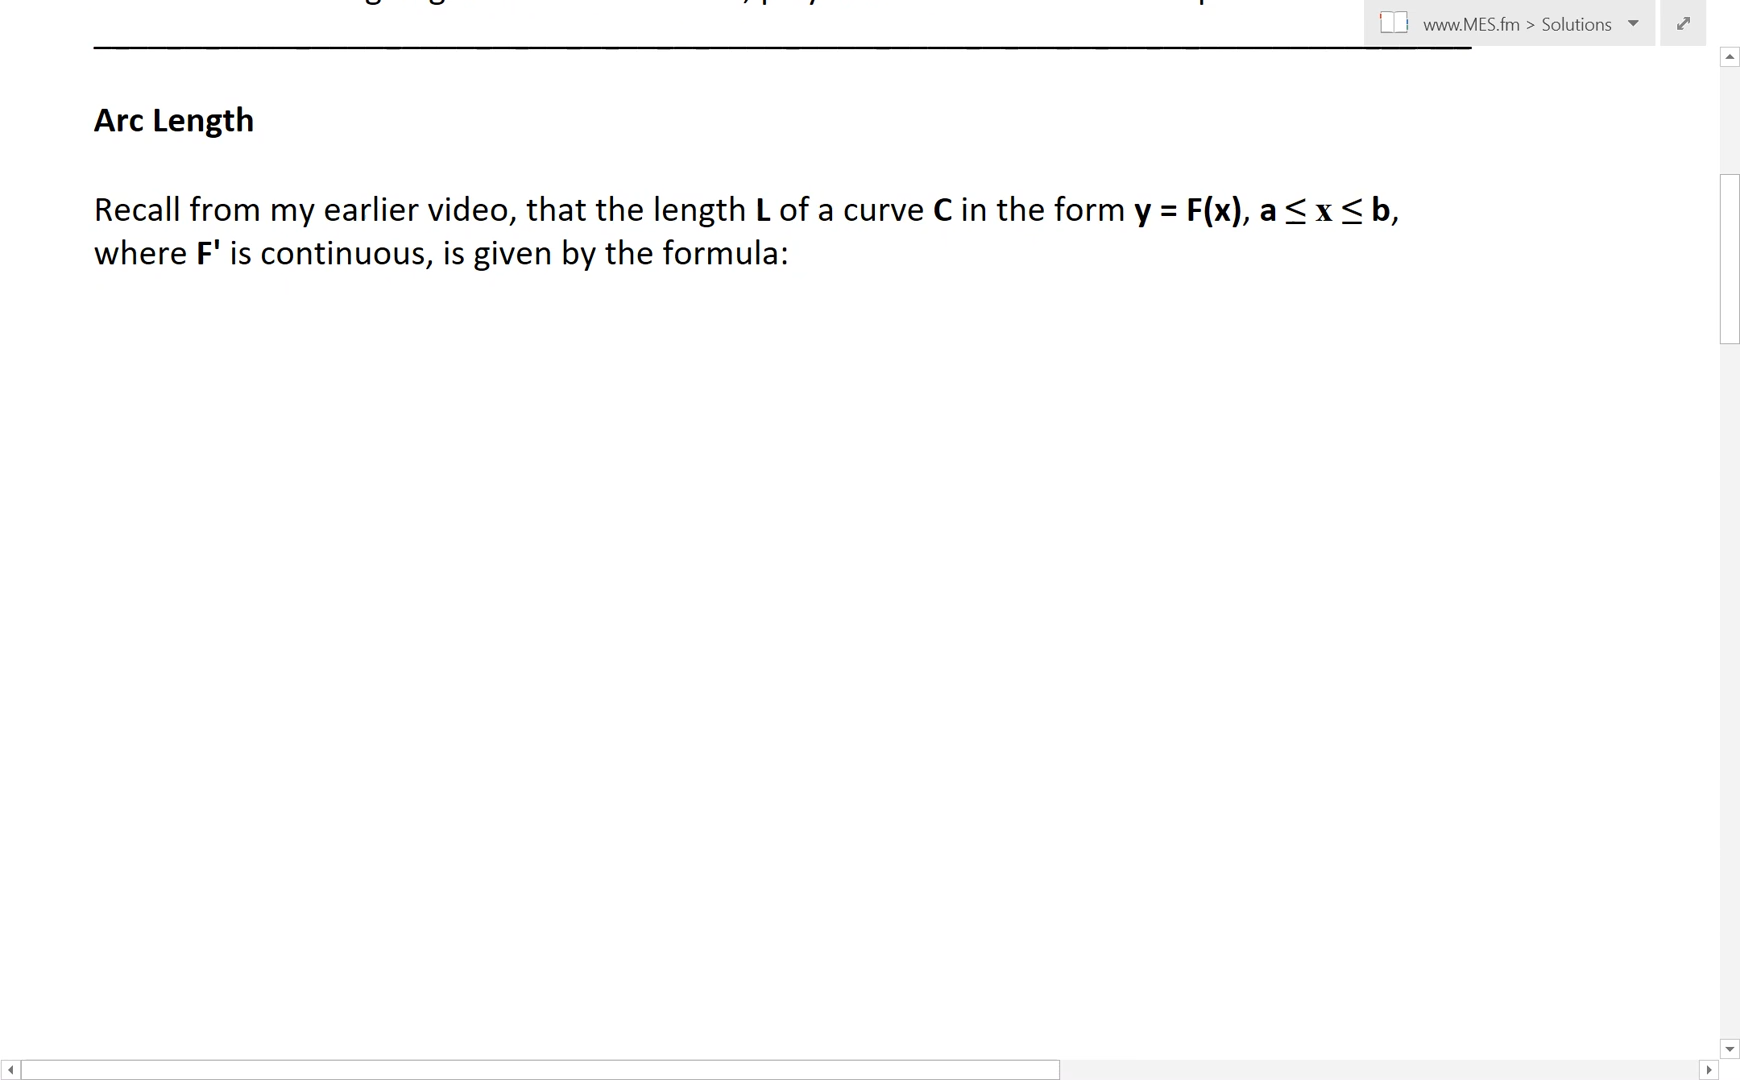 www.MES.fm > Solutions
Arc Length
Recall from my earlier video, that the length L of a curve C in the form y = F(x), a ≤ x ≤ b,
where F' is continuous, is given by the formula: